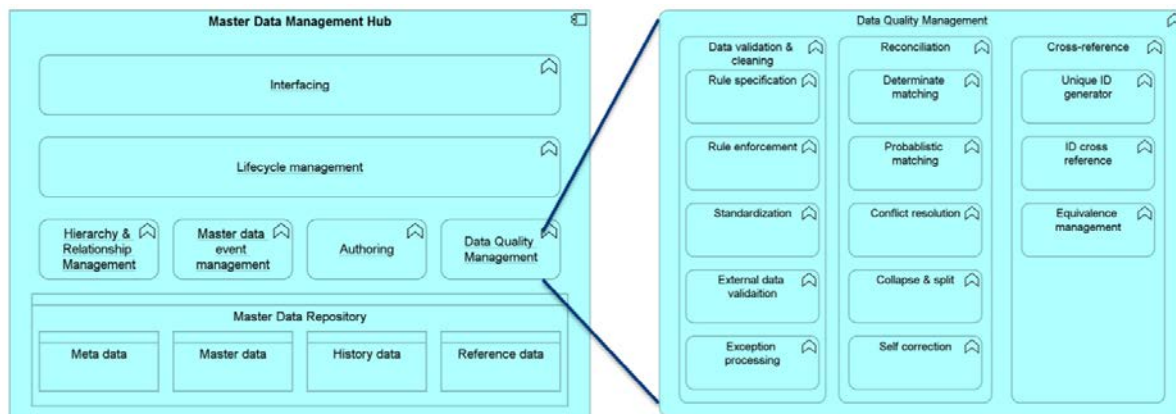 Master Data Management Hub
Interfacing
Lifecycle management
Hierarchy &
Relationship
Management
Master data
event
management
Authoring
Data Quality
Management
Master Data Repository
Meta data
Master data
History data
Reference data
Data Quality Management
Data validation &
cleaning
Rule specification
Rule enforcement
Standardization
External data
validaition
Exception
processing
Reconciliation
Determinate
matching
Probablistic
matching
Conflict resolution
Collapse & split
Self correction
Cross-reference
Unique ID
generator
ID cross
reference
Equivalence
management